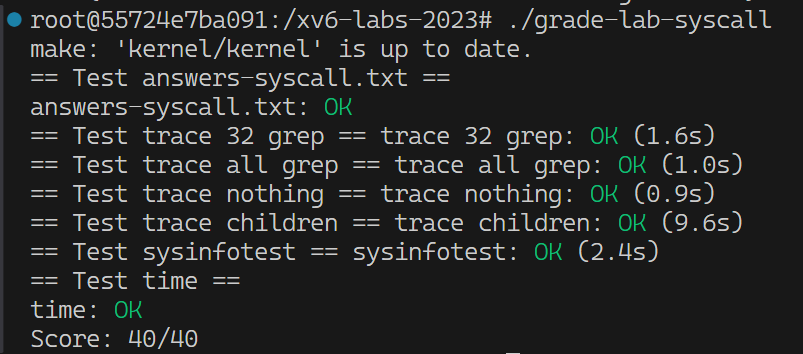 root@55724e7ba091:/xv6-labs-2023# ./grade-lab-syscall
make: 'kernel/kernel' is up to date.
== Test answers-syscall.txt ==
answers-syscall.txt: OK
== Test trace 32 grep == trace 32 grep: OK (1.6s)
== Test trace all grep == trace all grep: OK (1.0s)
== Test trace nothing == trace nothing: OK (0.9s)
== Test trace children == trace children: OK (9.6s)
== Test sysinfotest == sysinfotest: OK (2.4s)
== Test time ==
time: OK
Score: 40/40